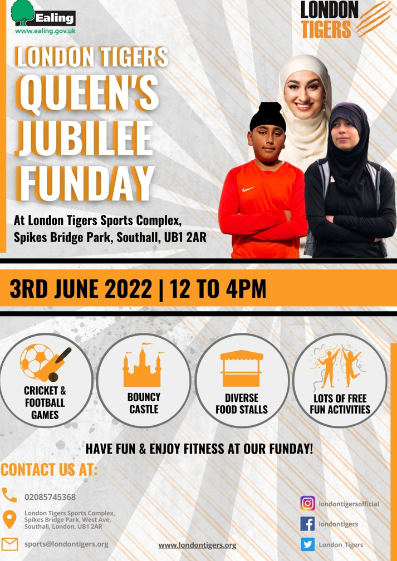 Ealing
www.ealing.gov.uk
LONDON
TIGERS
LONDON TIGERS
QUEEN'S
JUBILEE
FUNDAY
At London Tigers Sports Complex,
Spikes Bridge Park, Southall, UB1 2AR
3RD JUNE 2022 | 12 TO 4PM
CRICKET &
FOOTBALL
GAMES
BOUNCY
CASTLE
DIVERSE
FOOD STALLS
LOTS OF FREE
FUN ACTIVITIES
HAVE FUN & ENJOY FITNESS AT OUR FUNDAY!
CONTACT US AT:
02085745368
London Tigers Sports Complex,
Spikes Bridge Park, West Ave,
Southall, London, UB1 2AR
sports@londontigers.org
www.londontigers.org
londontigersofficial
londontigers
London_Tigers